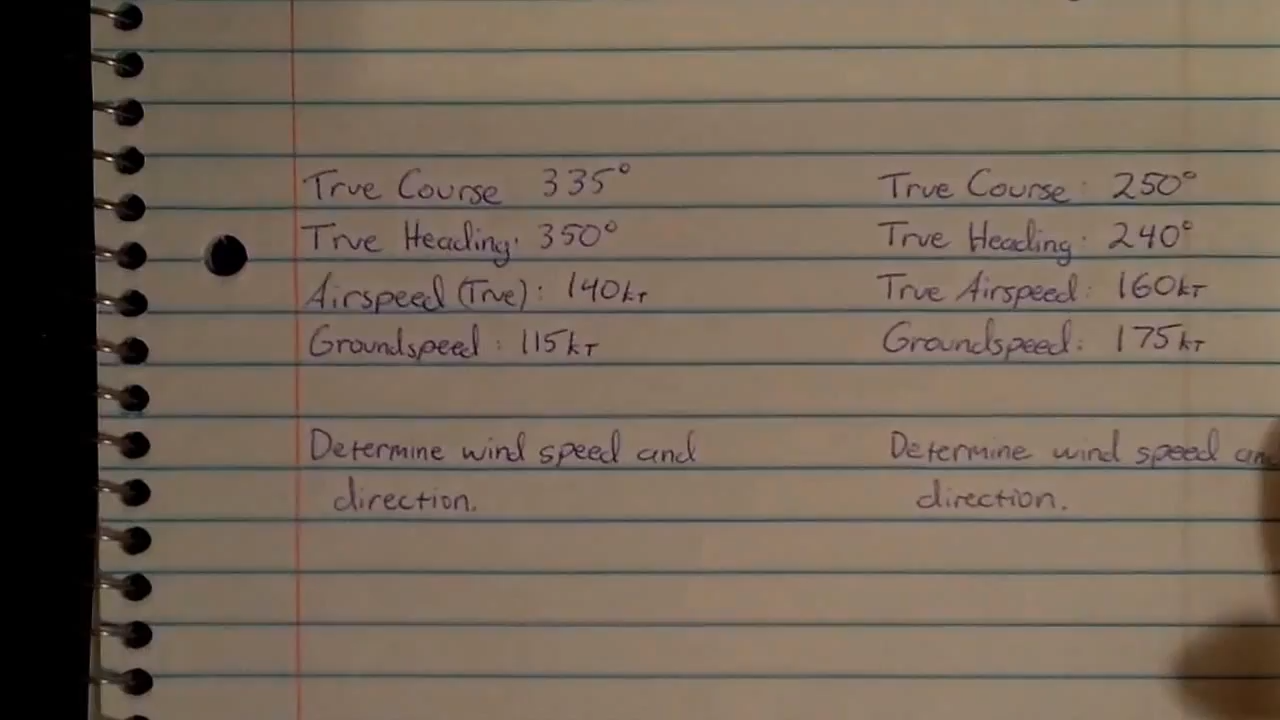 True Course 335°
True Heading: 350°
Airspeed (True): 140kt
Groundspeed: 115kt
Determine wind speed and
direction.
True Course: 250°
True Heading: 240°
True Airspeed: 160kt
Groundspeed: 175kt
Determine wind speed an
direction.